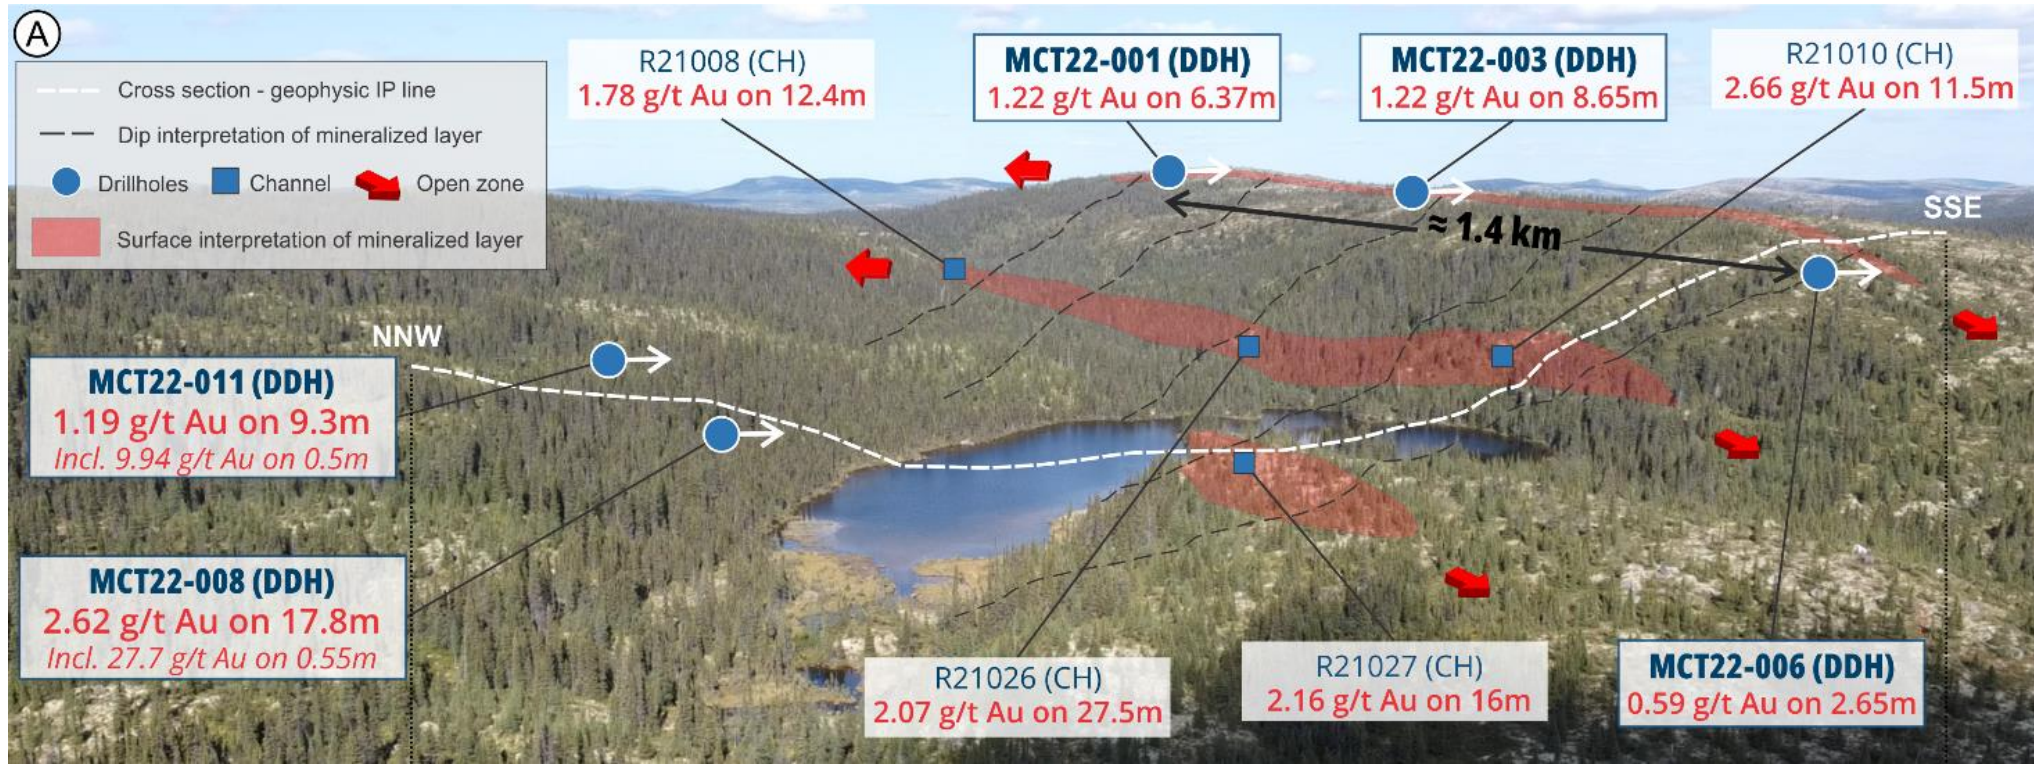 A
Cross section - geophysic IP line
Dip interpretation of mineralized layer
Drillholes
Channel
Open zone
Surface interpretation of mineralized layer
R21008 (CH)
1.78 g/t Au on 12.4m
MCT22-001 (DDH)
1.22 g/t Au on 6.37m
MCT22-003 (DDH)
1.22 g/t Au on 8.65m
R21010 (CH)
2.66 g/t Au on 11.5m
≈ 1.4 km
SSE
NNW
MCT22-011 (DDH)
1.19 g/t Au on 9.3m
Incl. 9.94 g/t Au on 0.5m
MCT22-008 (DDH)
2.62 g/t Au on 17.8m
Incl. 27.7 g/t Au on 0.55m
R21026 (CH)
2.07 g/t Au on 27.5m
R21027 (CH)
2.16 g/t Au on 16m
MCT22-006 (DDH)
0.59 g/t Au on 2.65m